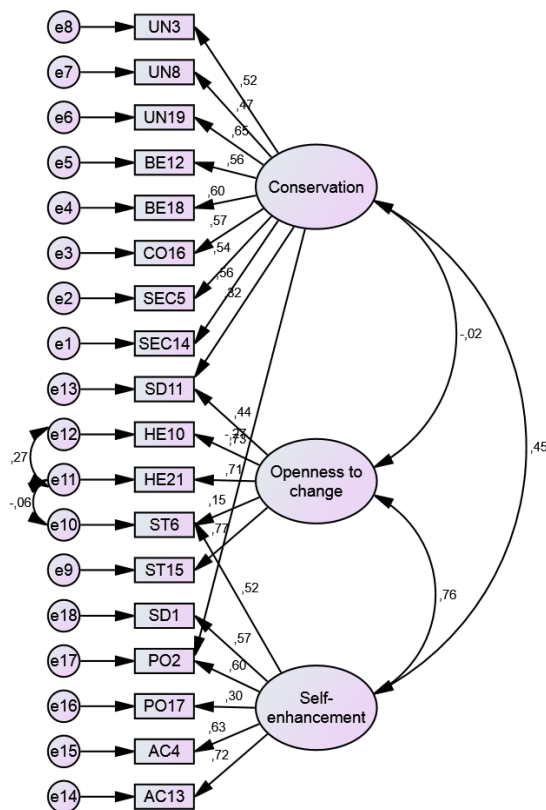 e8
UN3
,52
e7
UN8
,47
e6
UN19
,65
e5
BE12
,56
Conservation
e4
BE18
,60
e3
CO16
,57
e2
SEC5
,54
,56
e1
SEC14
,32
-,02
e13
SD11
,44
e12
HE10
-,27
,73
,27
,45
e11
HE21
,71
Openness to
change
-,06
e10
ST6
,15
,77
e9
ST15
,52
,76
e18
SD1
,57
e17
PO2
,60
e16
PO17
,30
Self-
enhancement
e15
AC4
,63
,72
e14
AC13